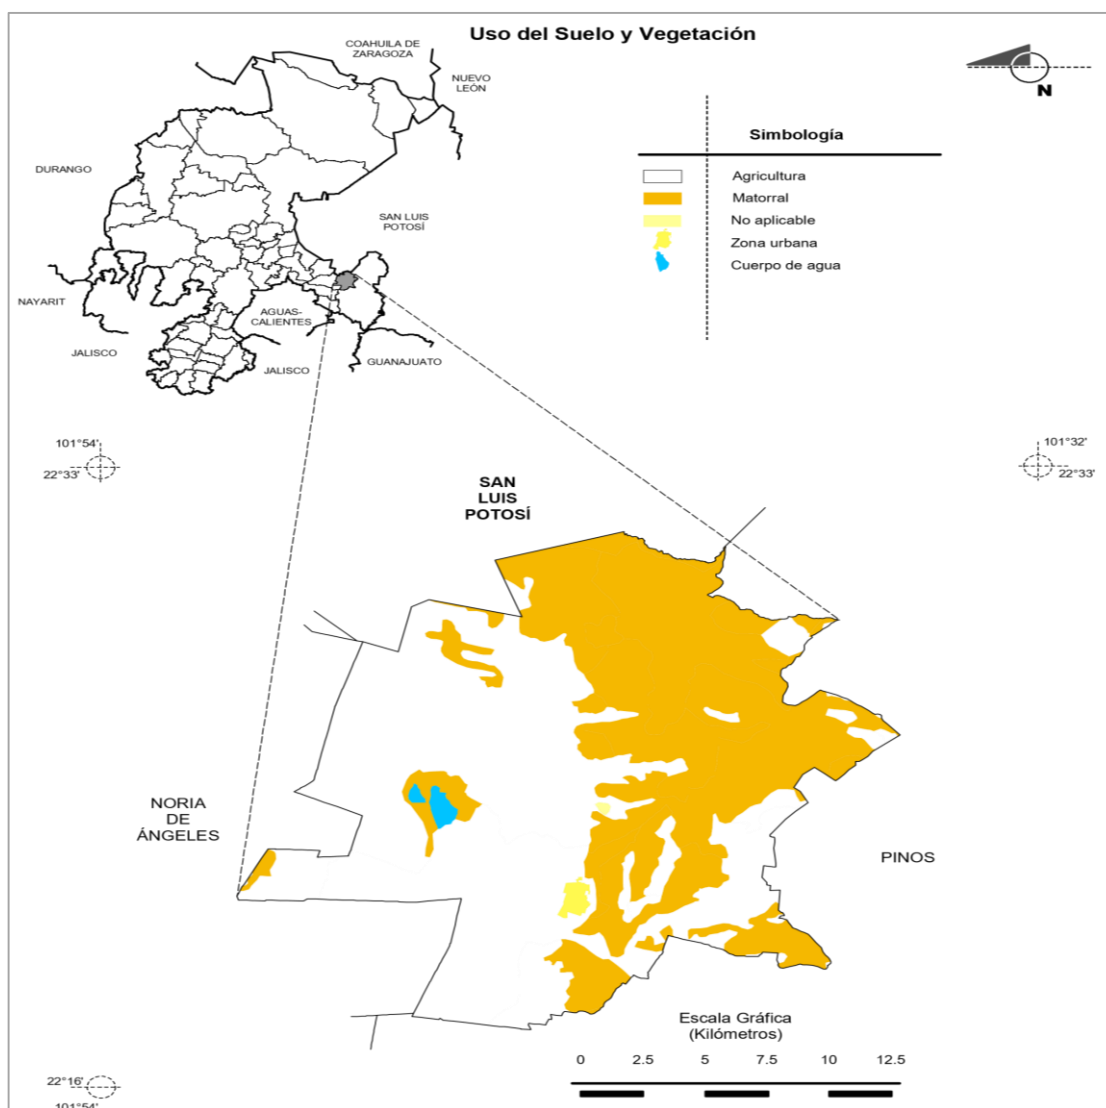 Uso del Suelo y Vegetación
COAHUILA DE
ZARAGOZA
NUEVO
LEÓN
DURANGO
SAN LUIS
POTOSÍ
NAYARIT
AGUAS-
CALIENTES
JALISCO
JALISCO
GUANAJUATO
N
Simbología
Agricultura
Matorral
No aplicable
Zona urbana
Cuerpo de agua
101°54'
22°33'
101°32'
22°33'
SAN
LUIS
POTOSÍ
NORIA
DE
ÁNGELES
PINOS
Escala Gráfica
(Kilómetros)
0 2.5 5 7.5 10 12.5
22°16'
101°54'